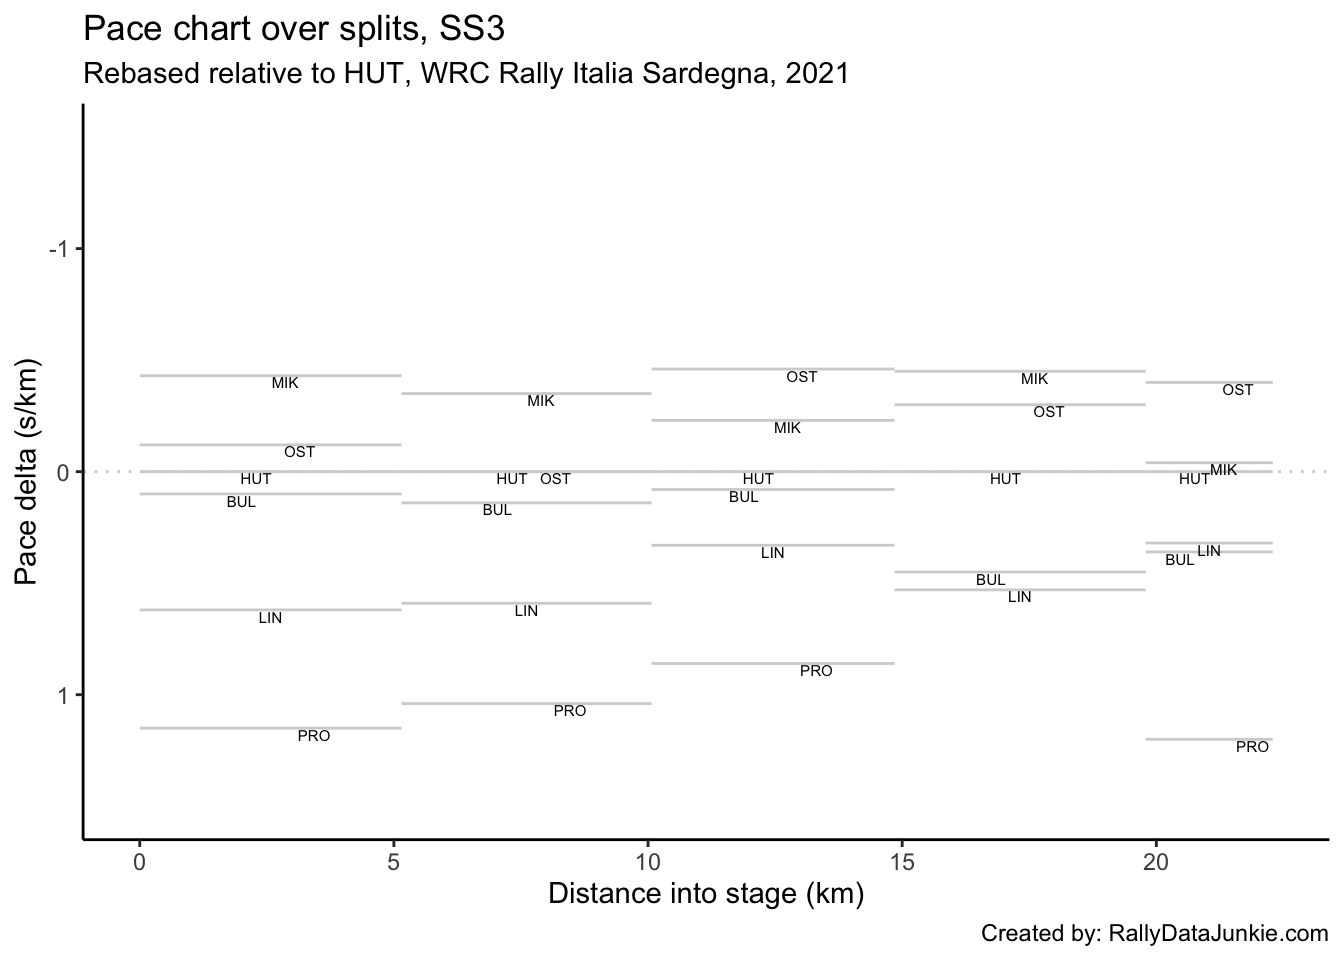 Pace chart over splits, SS3
Rebased relative to HUT, WRC Rally Italia Sardegna, 2021
Pace delta (s/km)
-1
0
1
MIK
OST
HUT
BUL
LIN
PRO
MIK
HUT OST
BUL
LIN
PRO
OST
MIK
HUT
BUL
LIN
PRO
MIK
OST
HUT
BUL
LIN
OST
MIK
HUT
LIN
BUL
PRO
0 5 10 15 20
Distance into stage (km)
Created by: RallyDataJunkie.com